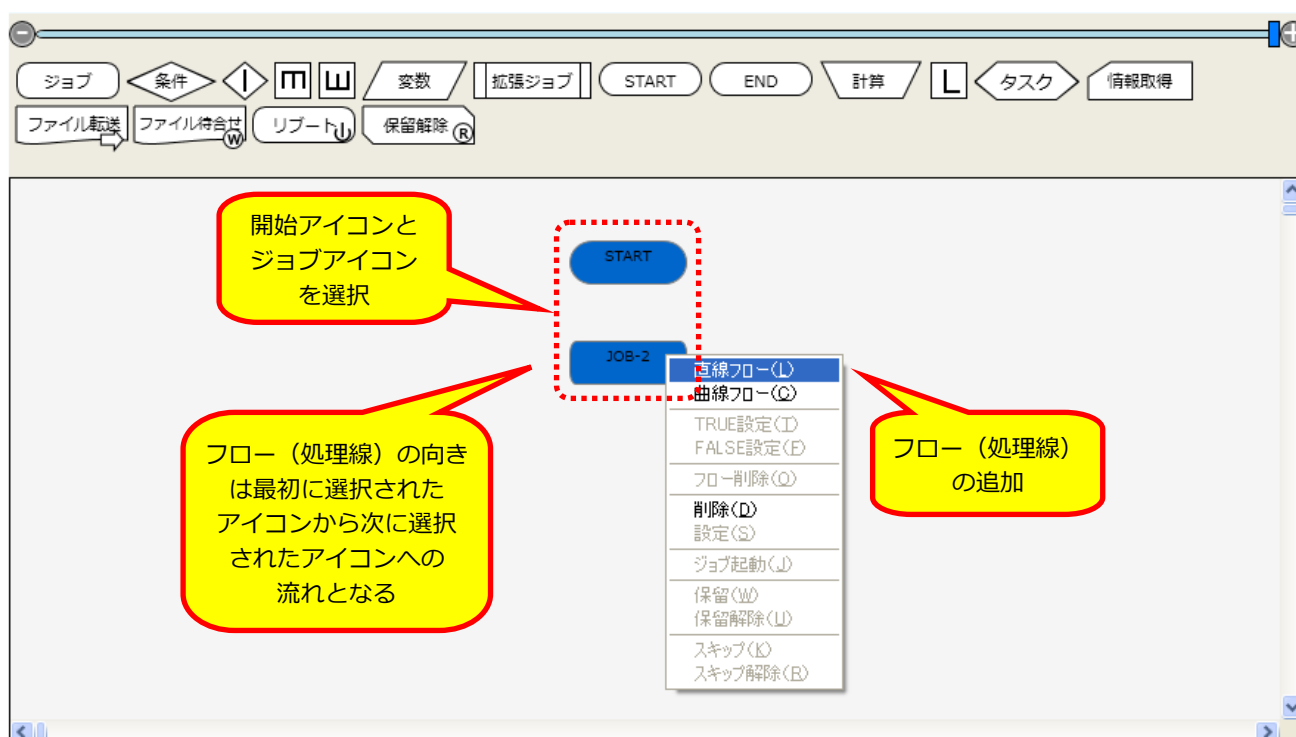 ジョブ 条件 変数 拡張ジョブ START END 計算 L タスク 情報取得
ファイル転送 ファイル待合せ W リブート 保留解除 R
開始アイコンと
ジョブアイコン
を選択
START
JOB-2
直線フロー(L)
曲線フロー(C)
TRUE設定(T)
FALSE設定(F)
フロー削除(O)
削除(D)
設定(S)
ジョブ起動(J)
保留(W)
保留解除(U)
スキップ(K)
スキップ解除(R)
フロー（処理線）の向き
は最初に選択された
アイコンから次に選択
されたアイコンへの
流れとなる
フロー（処理線）
の追加